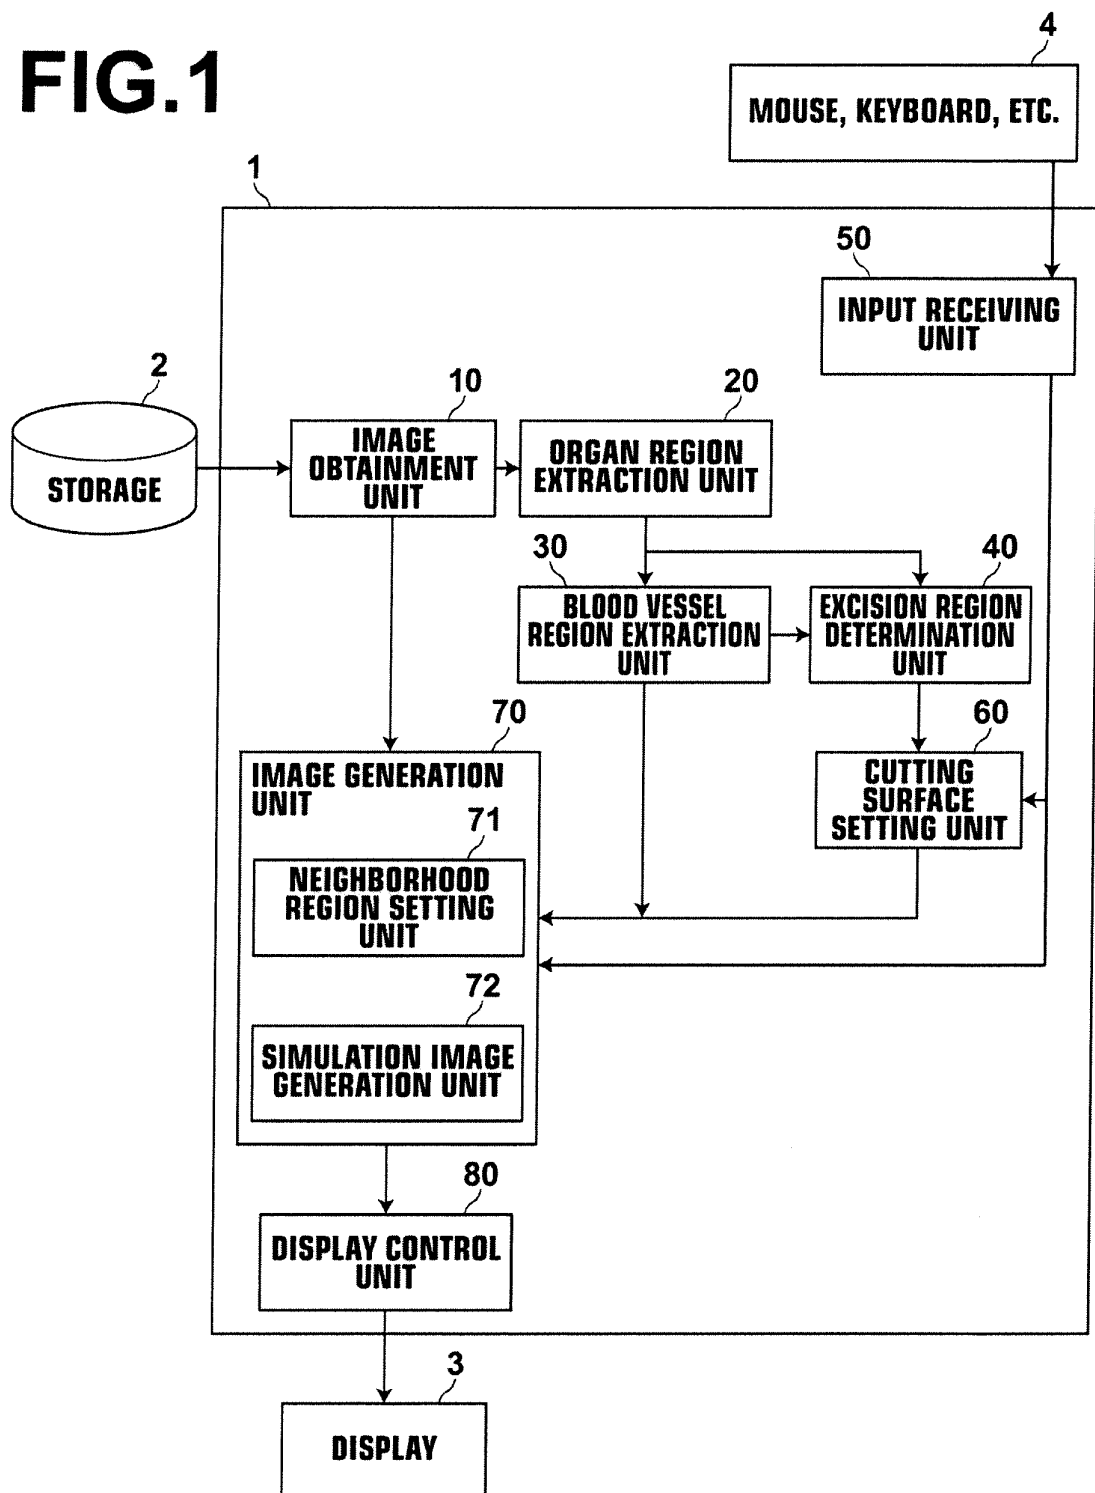 FIG.1
4
MOUSE, KEYBOARD, ETC.
1
50
INPUT RECEIVING
UNIT
2
STORAGE
10
IMAGE
OBTAINMENT
UNIT
20
ORGAN REGION
EXTRACTION UNIT
30
BLOOD VESSEL
REGION EXTRACTION
UNIT
40
EXCISION REGION
DETERMINATION
UNIT
60
CUTTING
SURFACE
SETTING UNIT
70
IMAGE GENERATION
UNIT
71
NEIGHBORHOOD
REGION SETTING
UNIT
72
SIMULATION IMAGE
GENERATION UNIT
80
DISPLAY CONTROL
UNIT
3
DISPLAY